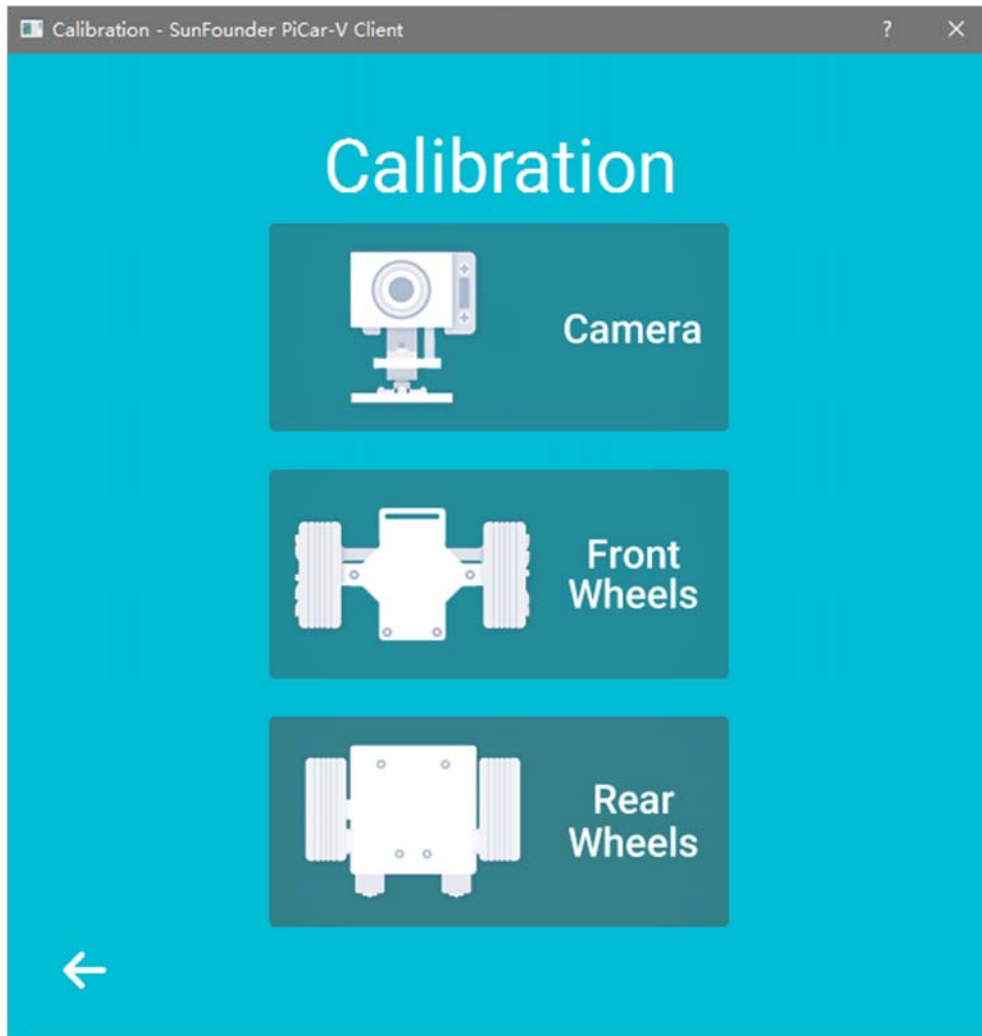 Calibration - SunFounder PiCar-V Client
?
Calibration
Camera
Front
Wheels
Rear
Wheels